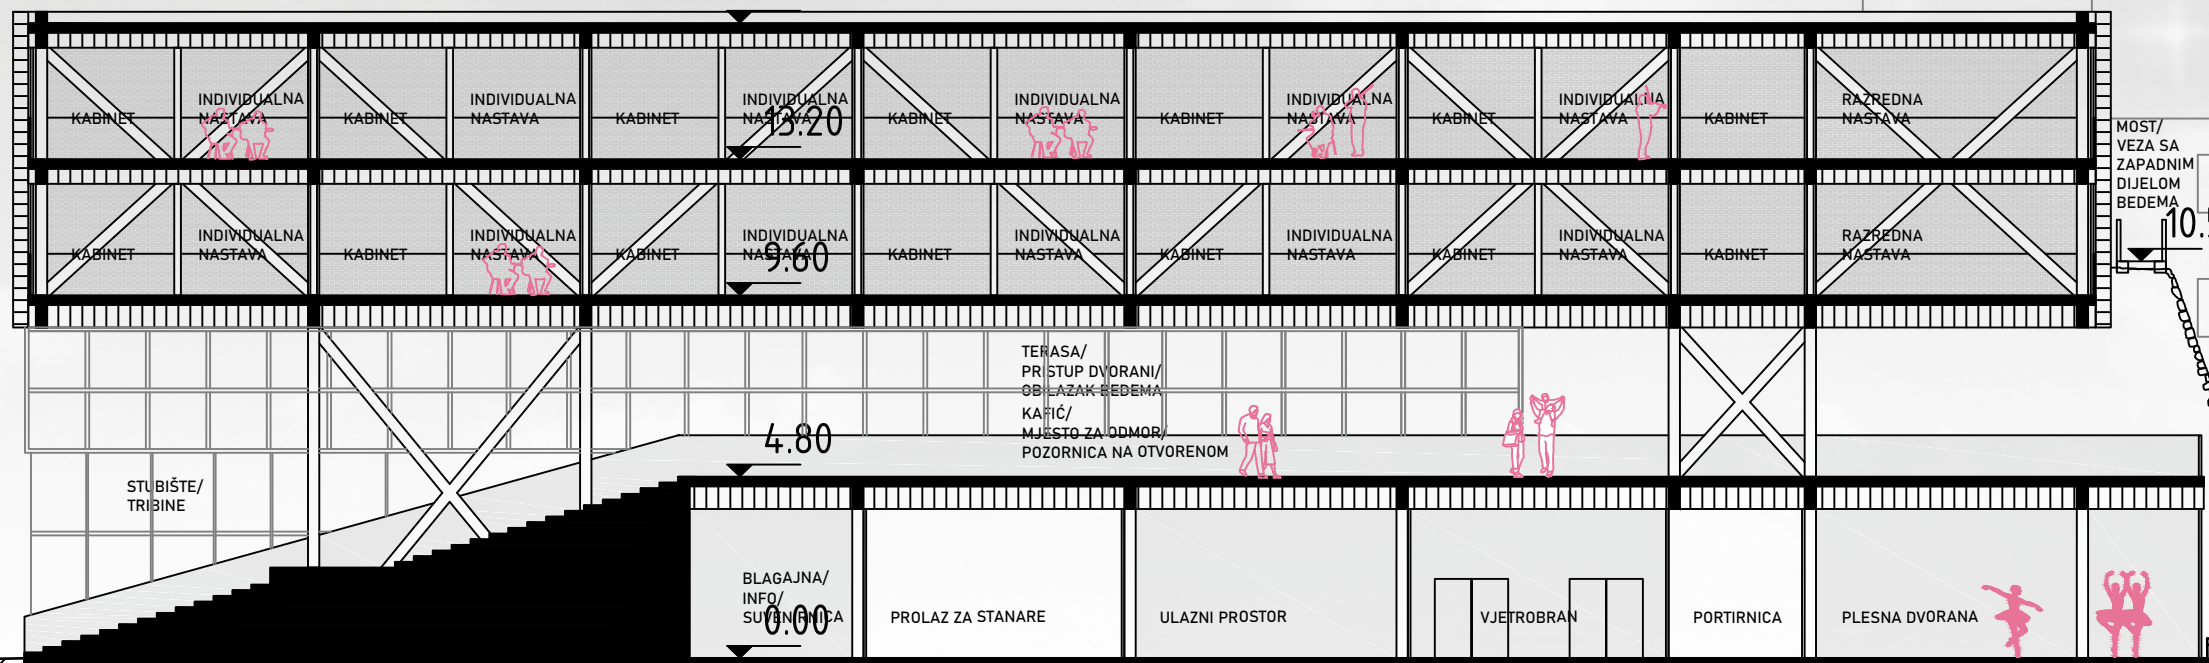 KABINET
INDIVIDUALNA
NASTAVA
KABINET
INDIVIDUALNA
NASTAVA
KABINET
INDIVIDUALNA
NASTAVA
13.20
KABINET
INDIVIDUALNA
NASTAVA
KABINET
INDIVIDUALNA
NASTAVA
KABINET
INDIVIDUALNA
NASTAVA
KABINET
RAZREDNA
NASTAVA
MOST/
VEZA SA
ZAPADNIM
DIJELOM
BEDEMA
KABINET
INDIVIDUALNA
NASTAVA
KABINET
INDIVIDUALNA
NASTAVA
KABINET
INDIVIDUALNA
NASTAVA
9.60
KABINET
INDIVIDUALNA
NASTAVA
KABINET
INDIVIDUALNA
NASTAVA
KABINET
INDIVIDUALNA
NASTAVA
KABINET
RAZREDNA
NASTAVA
TERASA/
PRISTUP DVORANI/
OBILAZAK BEDEMA
KAFIĆ/
MJESTO ZA ODMOR/
POZORNICA NA OTVORENOM
4.80
STUBIŠTE/
TRIBINE
BLAGAJNA/
INFO/
SUVENIRNICA
0.00
PROLAZ ZA STANARE
ULAZNI PROSTOR
VJETROBRAN
PORTIRNICA
PLESNA DVORANA